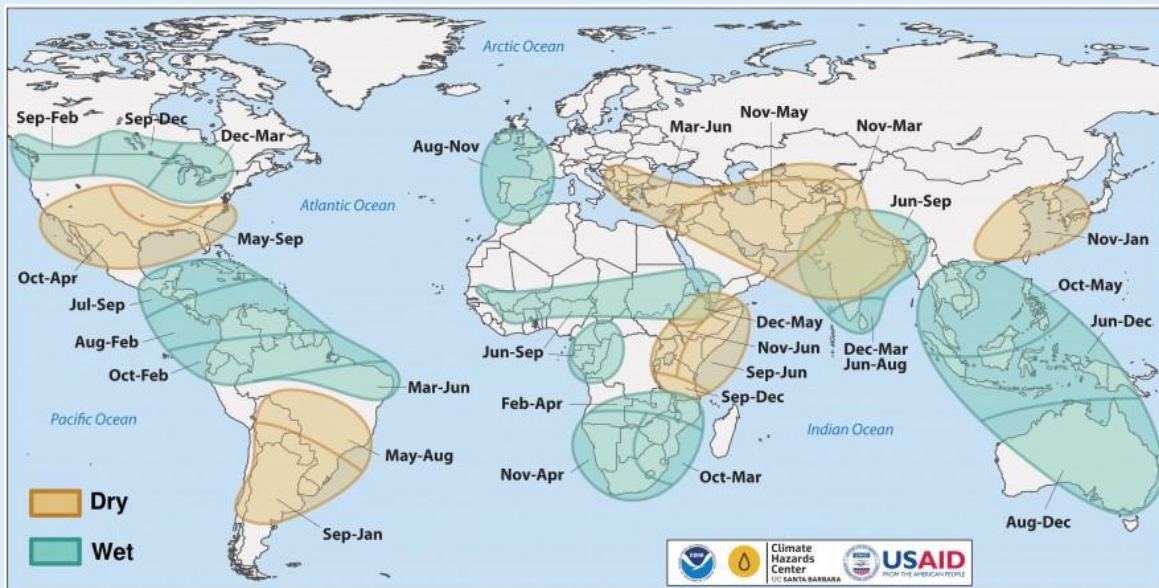 Arctic Ocean
Sep-Feb
Sep-Dec
Dec-Mar
Aug-Nov
Mar-Jun
Nov-May
Nov-Mar
Jun-Sep
Atlantic Ocean
May-Sep
Nov-Jan
Oct-Apr
Jul-Sep
Oct-May
Aug-Feb
Jun-Sep
Dec-May
Nov-Jun
Jun-Dec
Dec-Mar
Jun-Aug
Oct-Feb
Sep-Jun
Mar-Jun
Sep-Dec
Feb-Apr
Pacific Ocean
Indian Ocean
May-Aug
Nov-Apr
Oct-Mar
Dry
Sep-Jan
Aug-Dec
Wet
Climate
Hazards
Center
UC SANTA BARBARA
USAID
FROM THE AMERICAN PEOPLE